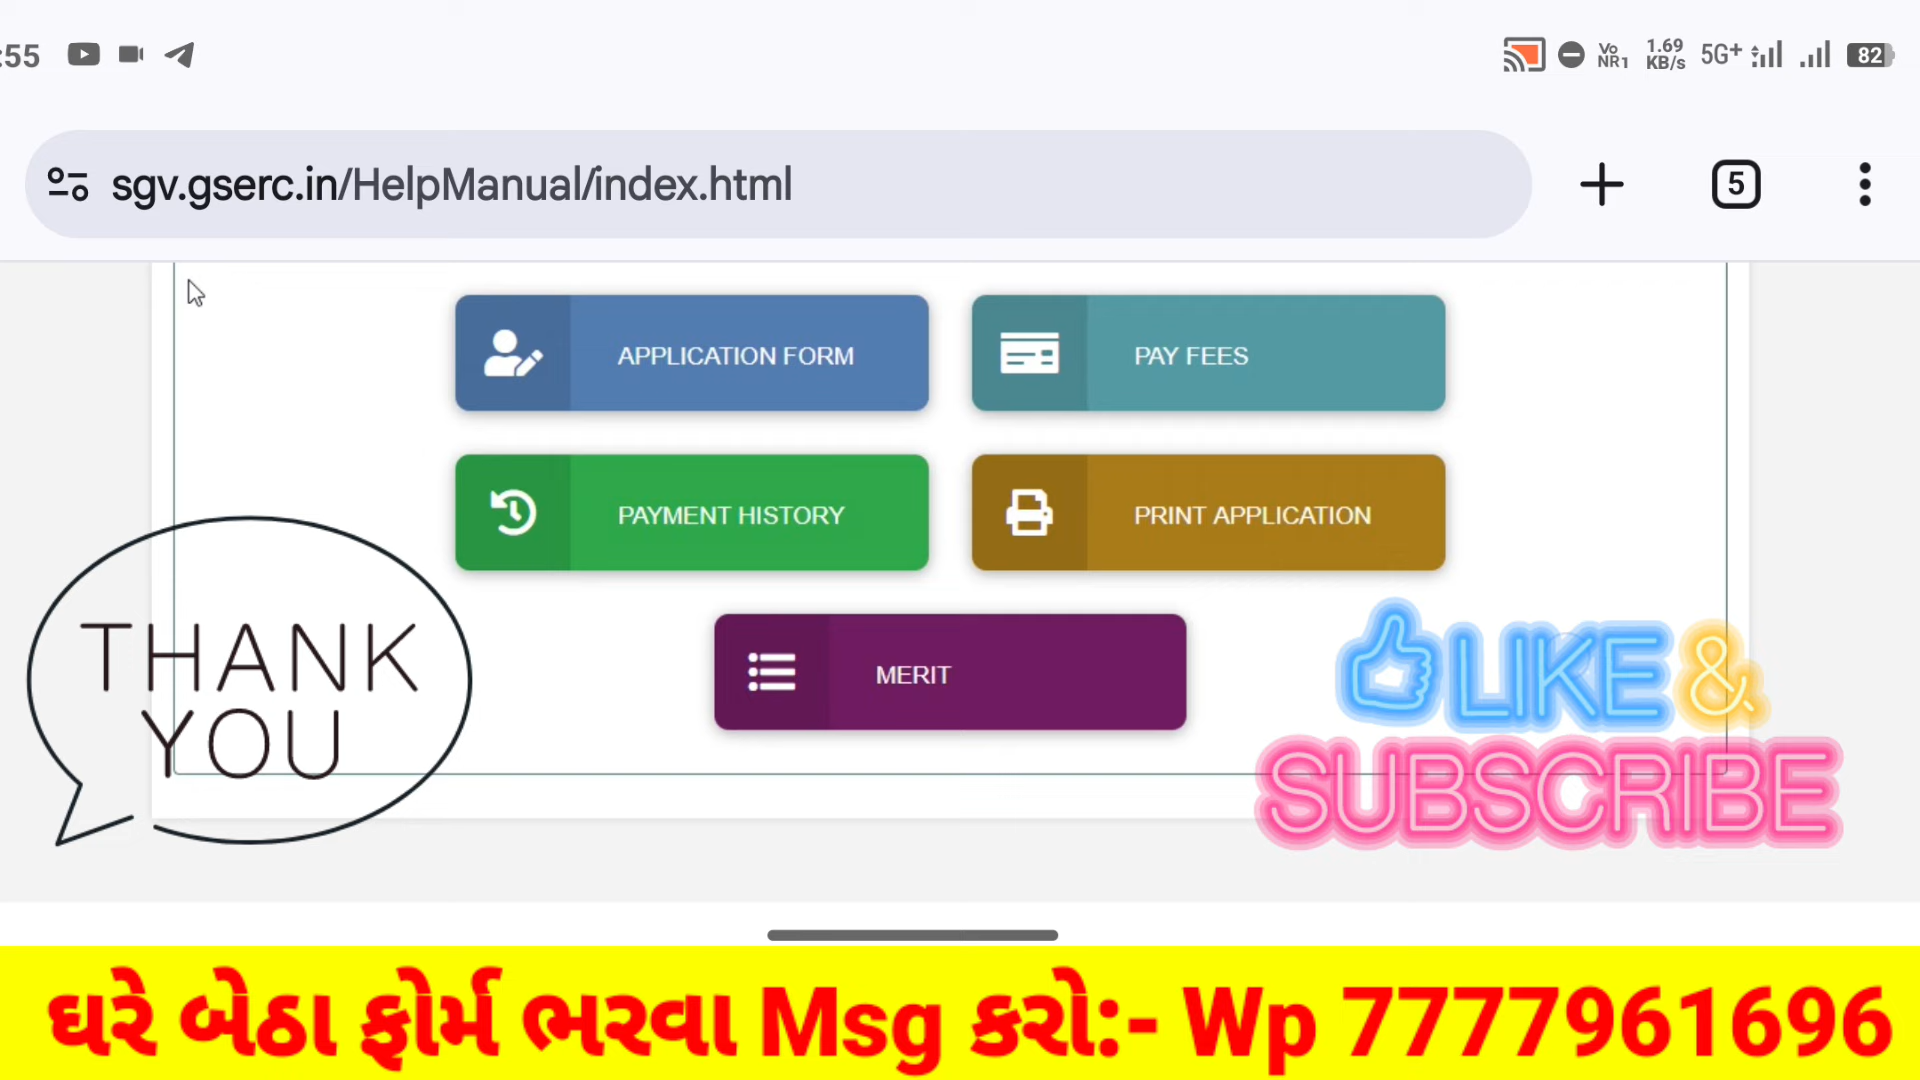 :55
Vo
NR1
1.69
KB/s
5G+
82
sgv.gserc.in/HelpManual/index.html
5
APPLICATION FORM
PAY FEES
PAYMENT HISTORY
PRINT APPLICATION
MERIT
THANK
YOU
LIKE &
SUBSCRIBE
ઘરે બેઠા ફોર્મ ભરવા Msg કરો:- Wp 7777961696